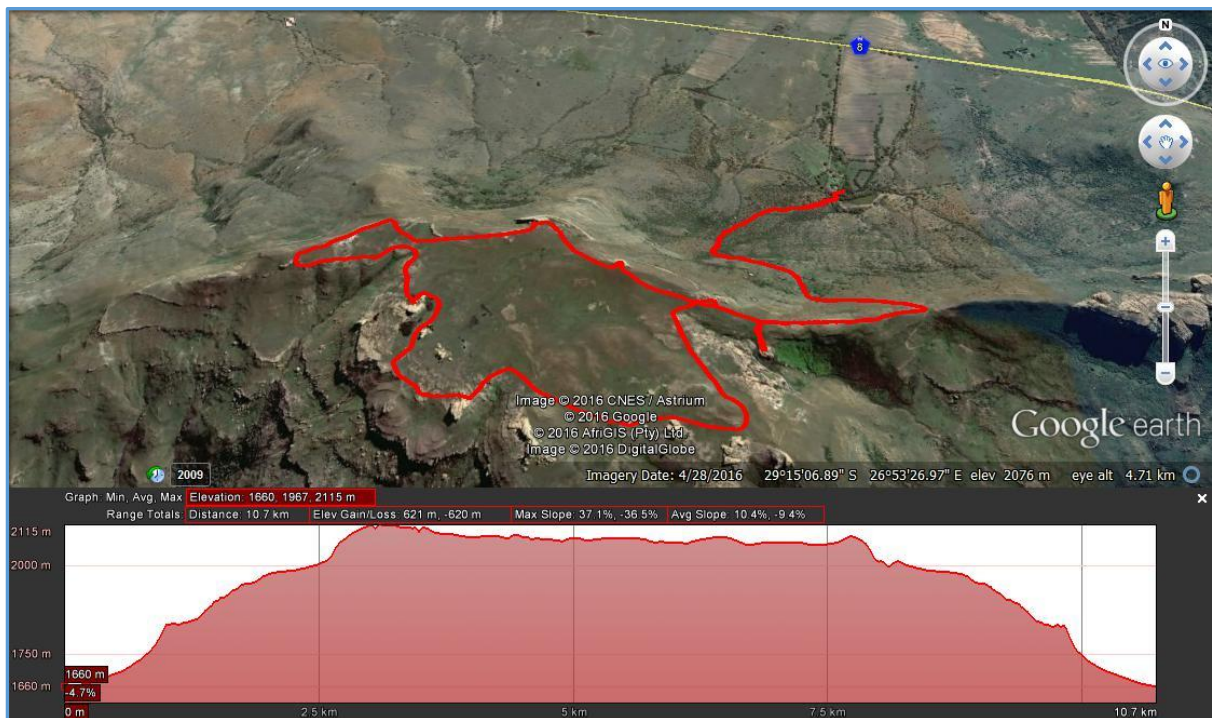 N
8
N
Image © 2016 CNES / Astrium
© 2016 Google
© 2016 AfriGIS (Pty) Ltd
Image © 2016 DigitalGlobe
Google earth
2009
Imagery Date: 4/28/2016 29°15'06.89" S 26°53'26.97" E elev 2076 m eye alt 4.71 km
Graph: Min, Avg, Max Elevation: 1660, 1967, 2115 m
Range Totals: Distance: 10.7 km Elev Gain/Loss: 621 m, -620 m Max Slope: 37.1%, -36.5% Avg Slope: 10.4%, -9.4%
2115 m
2000 m
1750 m
1660 m
1660 m
-4.7%
0 m
2.5 km
5 km
7.5 km
10.7 km